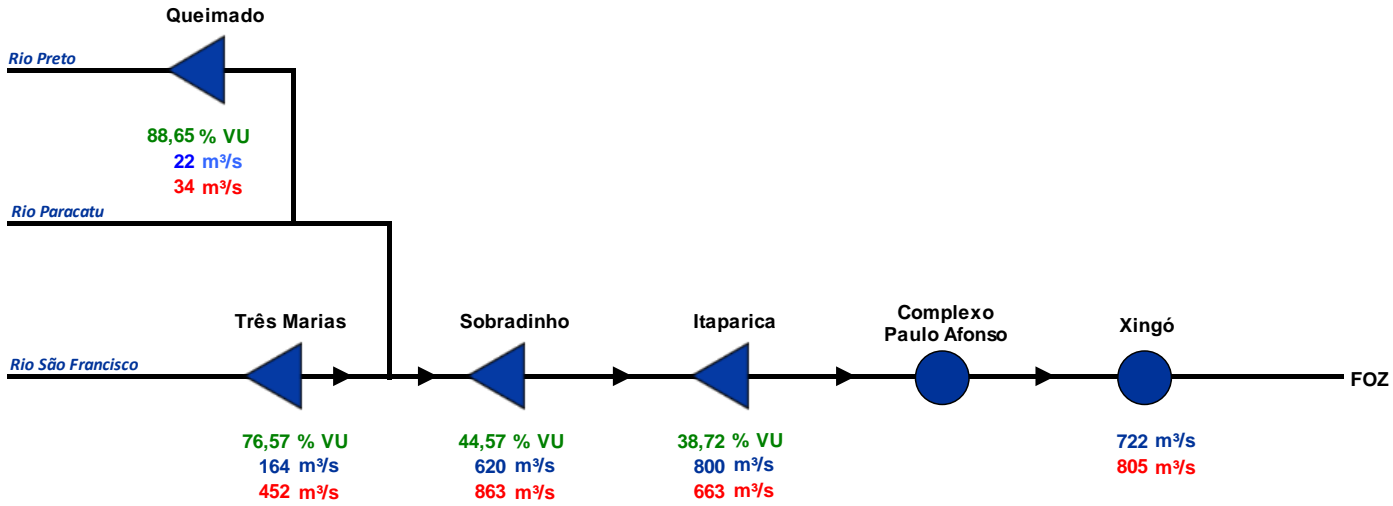 Queimado
Rio Preto
88,65 % VU
22 m³/s
34 m³/s
Rio Paracatu
Três Marias
Sobradinho
Itaparica
Complexo
Paulo Afonso
Xingó
Rio São Francisco
FOZ
76,57 % VU
164 m³/s
452 m³/s
44,57 % VU
620 m³/s
863 m³/s
38,72 % VU
800 m³/s
663 m³/s
722 m³/s
805 m³/s